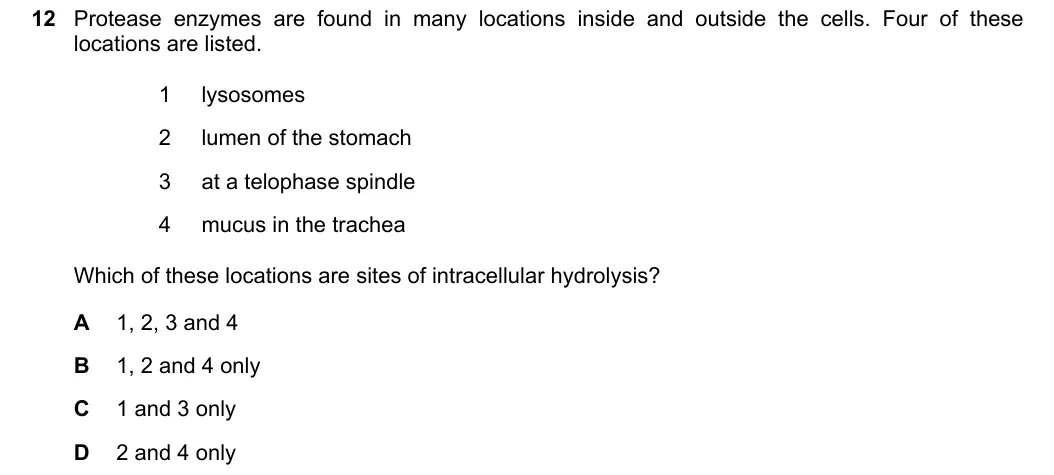 12 Protease enzymes are found in many locations inside and outside the cells. Four of these
locations are listed.
1 lysosomes
2 lumen of the stomach
3 at a telophase spindle
4 mucus in the trachea
Which of these locations are sites of intracellular hydrolysis?
A 1, 2, 3 and 4
B 1, 2 and 4 only
C 1 and 3 only
D 2 and 4 only